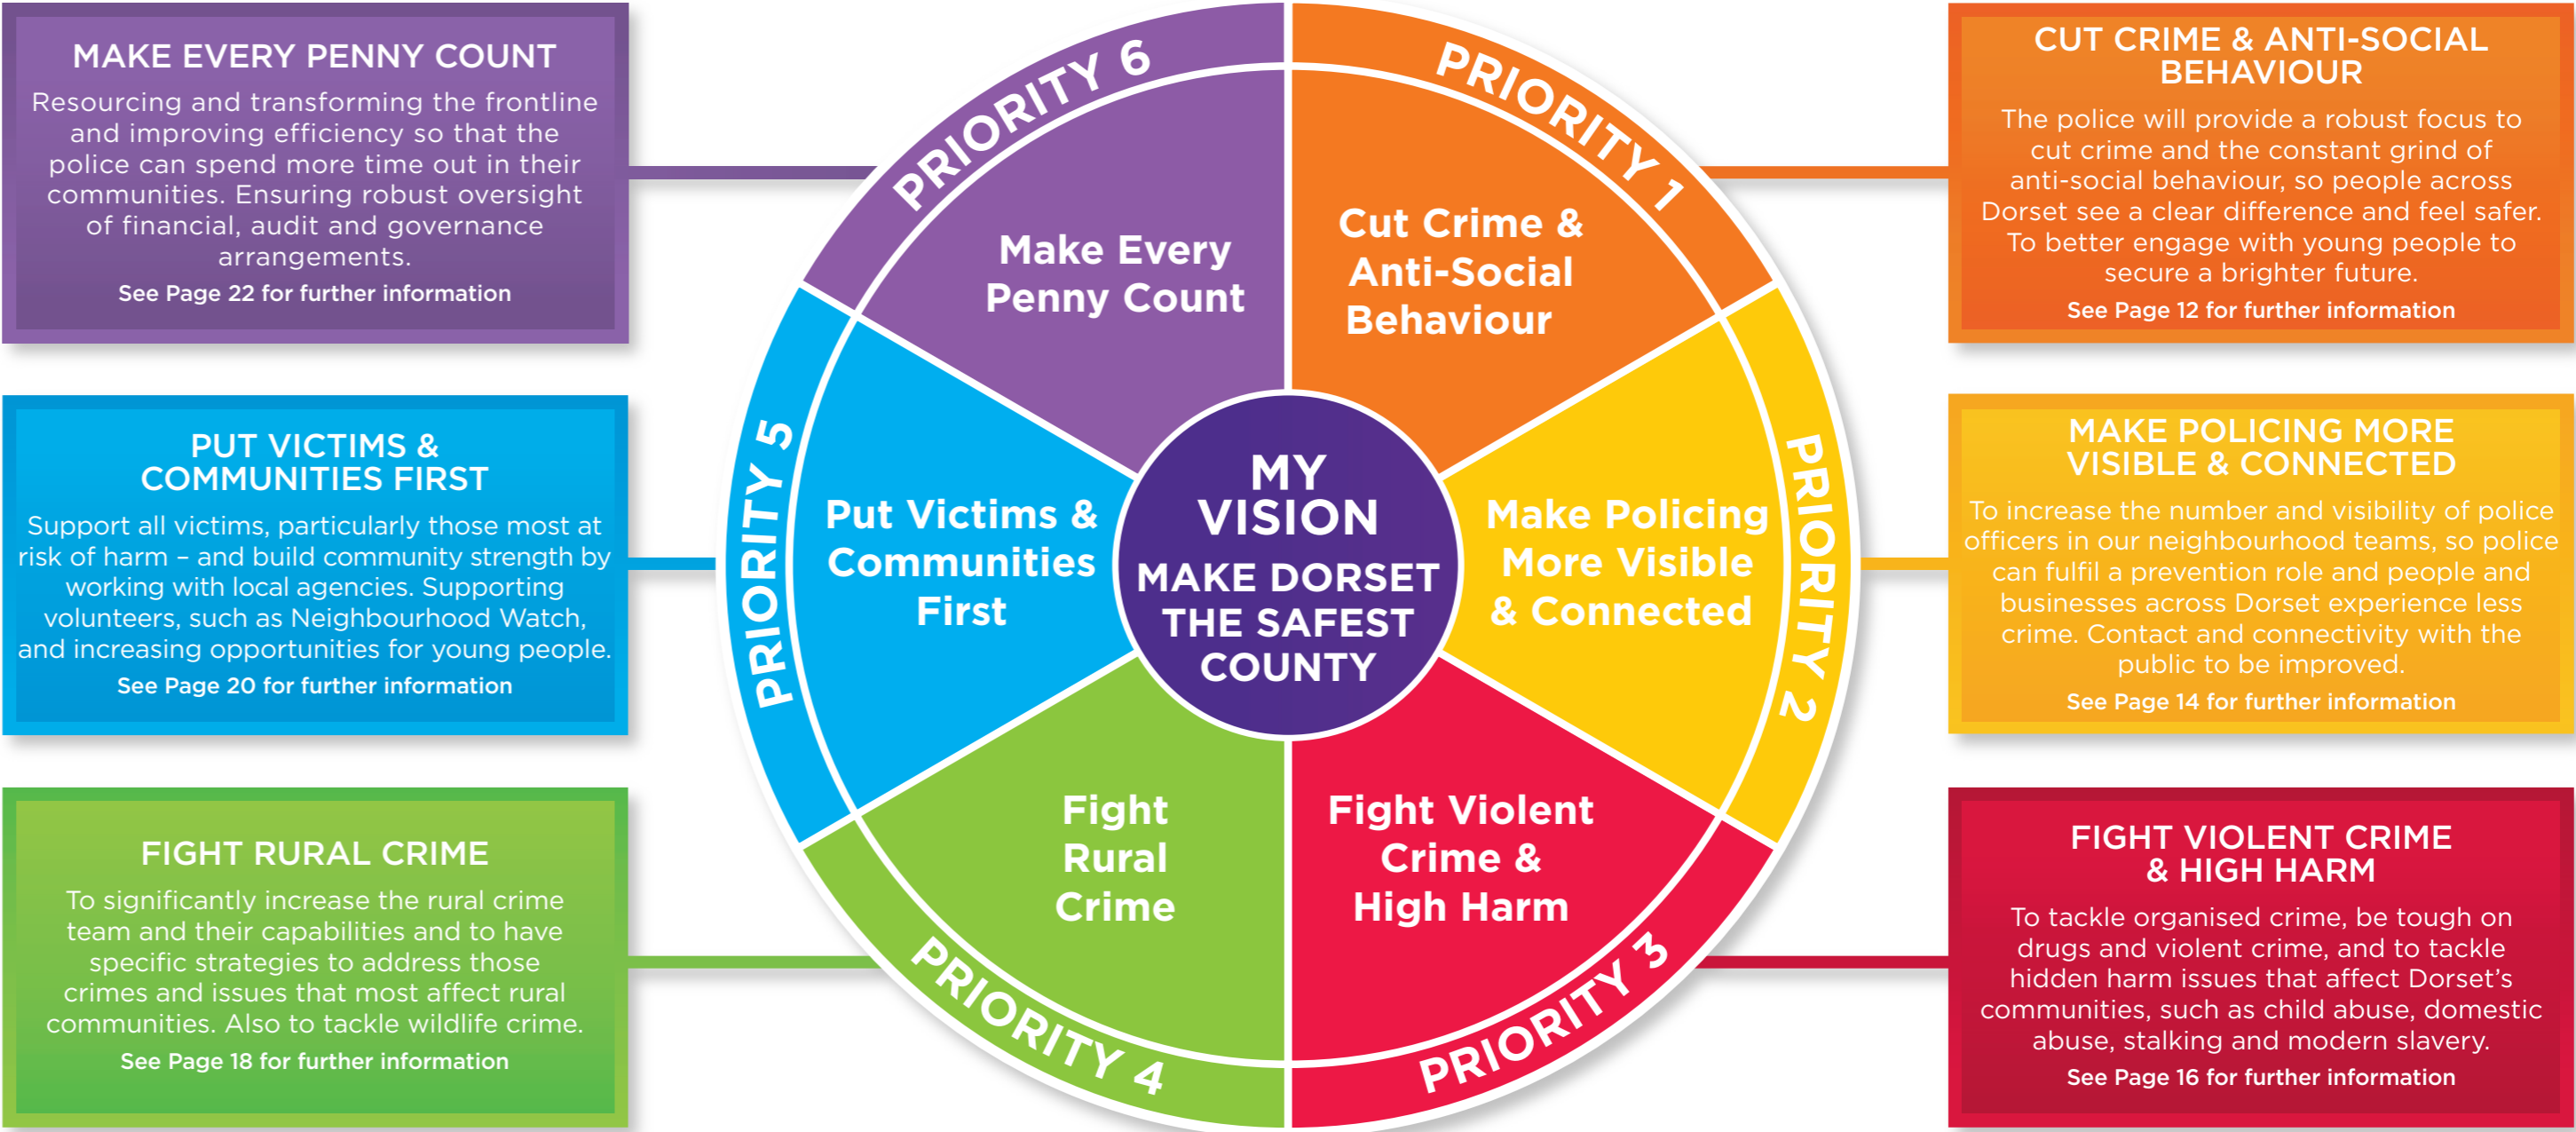 MAKE EVERY PENNY COUNT
Resourcing and transforming the frontline
and improving efficiency so that the
police can spend more time out in their
communities. Ensuring robust oversight
of financial, audit and governance
arrangements.
See Page 22 for further information
PUT VICTIMS &
COMMUNITIES FIRST
Support all victims, particularly those most at
risk of harm – and build community strength by
working with local agencies. Supporting
volunteers, such as Neighbourhood Watch,
and increasing opportunities for young people.
See Page 20 for further information
FIGHT RURAL CRIME
To significantly increase the rural crime
team and their capabilities and to have
specific strategies to address those
crimes and issues that most affect rural
communities. Also to tackle wildlife crime.
See Page 18 for further information
PRIORITY 6
Make Every
Penny Count
PRIORITY 1
Cut Crime &
Anti-Social
Behaviour
PRIORITY 5
Put Victims &
Communities
First
MY
VISION
MAKE DORSET
THE SAFEST
COUNTY
Make Policing
More Visible
& Connected
PRIORITY 2
Fight
Rural
Crime
PRIORITY 4
Fight Violent
Crime &
High Harm
PRIORITY 3
CUT CRIME & ANTI-SOCIAL
BEHAVIOUR
The police will provide a robust focus to
cut crime and the constant grind of
anti-social behaviour, so people across
Dorset see a clear difference and feel safer.
To better engage with young people to
secure a brighter future.
See Page 12 for further information
MAKE POLICING MORE
VISIBLE & CONNECTED
To increase the number and visibility of police
officers in our neighbourhood teams, so police
can fulfil a prevention role and people and
businesses across Dorset experience less
crime. Contact and connectivity with the
public to be improved.
See Page 14 for further information
FIGHT VIOLENT CRIME
& HIGH HARM
To tackle organised crime, be tough on
drugs and violent crime, and to tackle
hidden harm issues that affect Dorset’s
communities, such as child abuse, domestic
abuse, stalking and modern slavery.
See Page 16 for further information